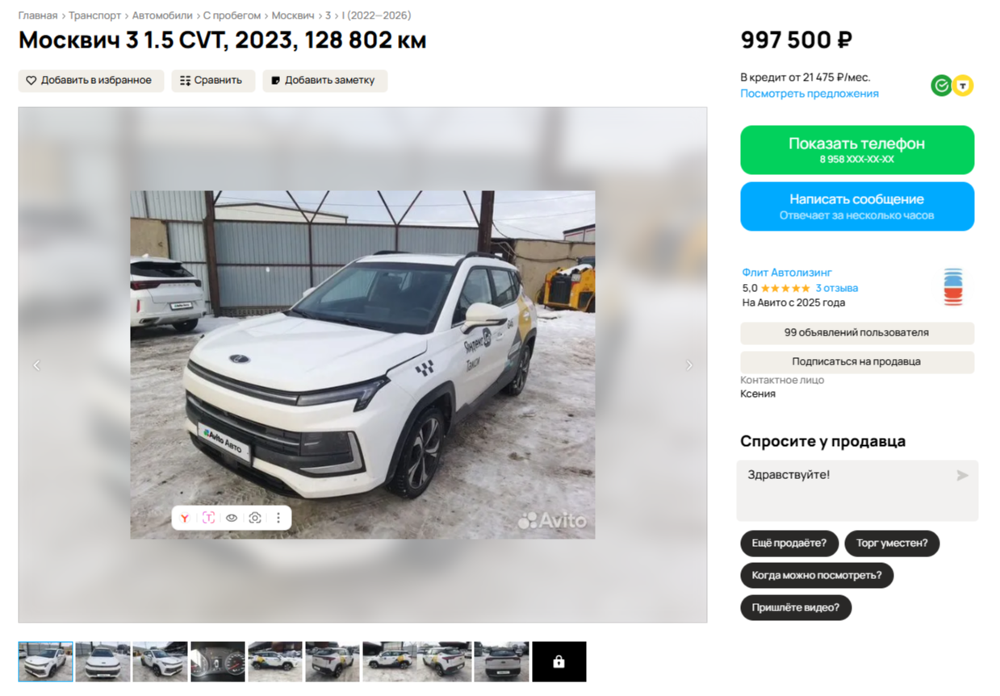 Главная › Транспорт › Автомобили › С пробегом › Москвич › 3 › I (2022—2026)
Москвич 3 1.5 CVT, 2023, 128 802 км
Добавить в избранное
Сравнить
Добавить заметку
Яндекс Go
Такси
Avito Авто
Avito
997 500 ₽
В кредит от 21 475 ₽/мес.
Посмотреть предложения
Показать телефон
8 958 XXX-XX-XX
Написать сообщение
Отвечает за несколько часов
Флит Автолизинг
5,0 ★★★★★ 3 отзыва
На Авито с 2025 года
99 объявлений пользователя
Подписаться на продавца
Контактное лицо
Ксения
Спросите у продавца
Здравствуйте!
Ещё продаёте?
Торг уместен?
Когда можно посмотреть?
Пришлёте видео?